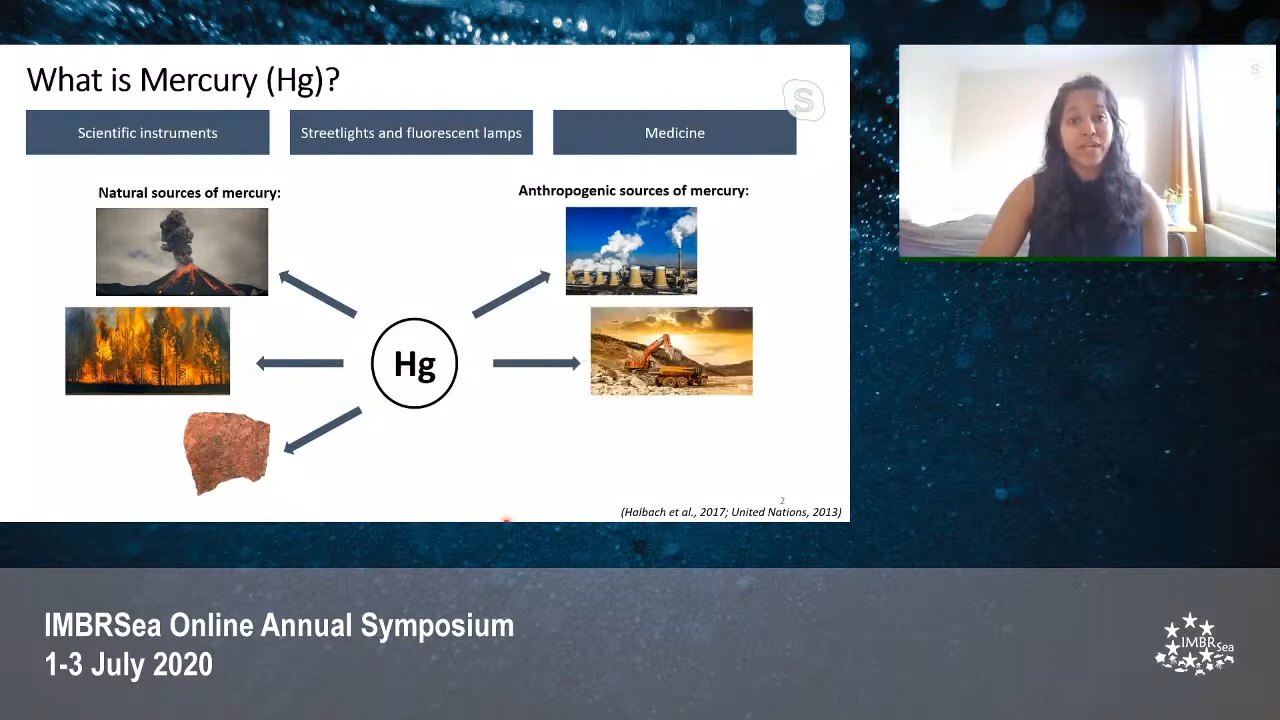 What is Mercury (Hg)?
Scientific instruments
Streetlights and fluorescent lamps
Medicine
Natural sources of mercury:
Anthropogenic sources of mercury:
Hg
2
(Halbach et al., 2017; United Nations, 2013)
IMBRSea Online Annual Symposium
1-3 July 2020
IMBRSea
S
S